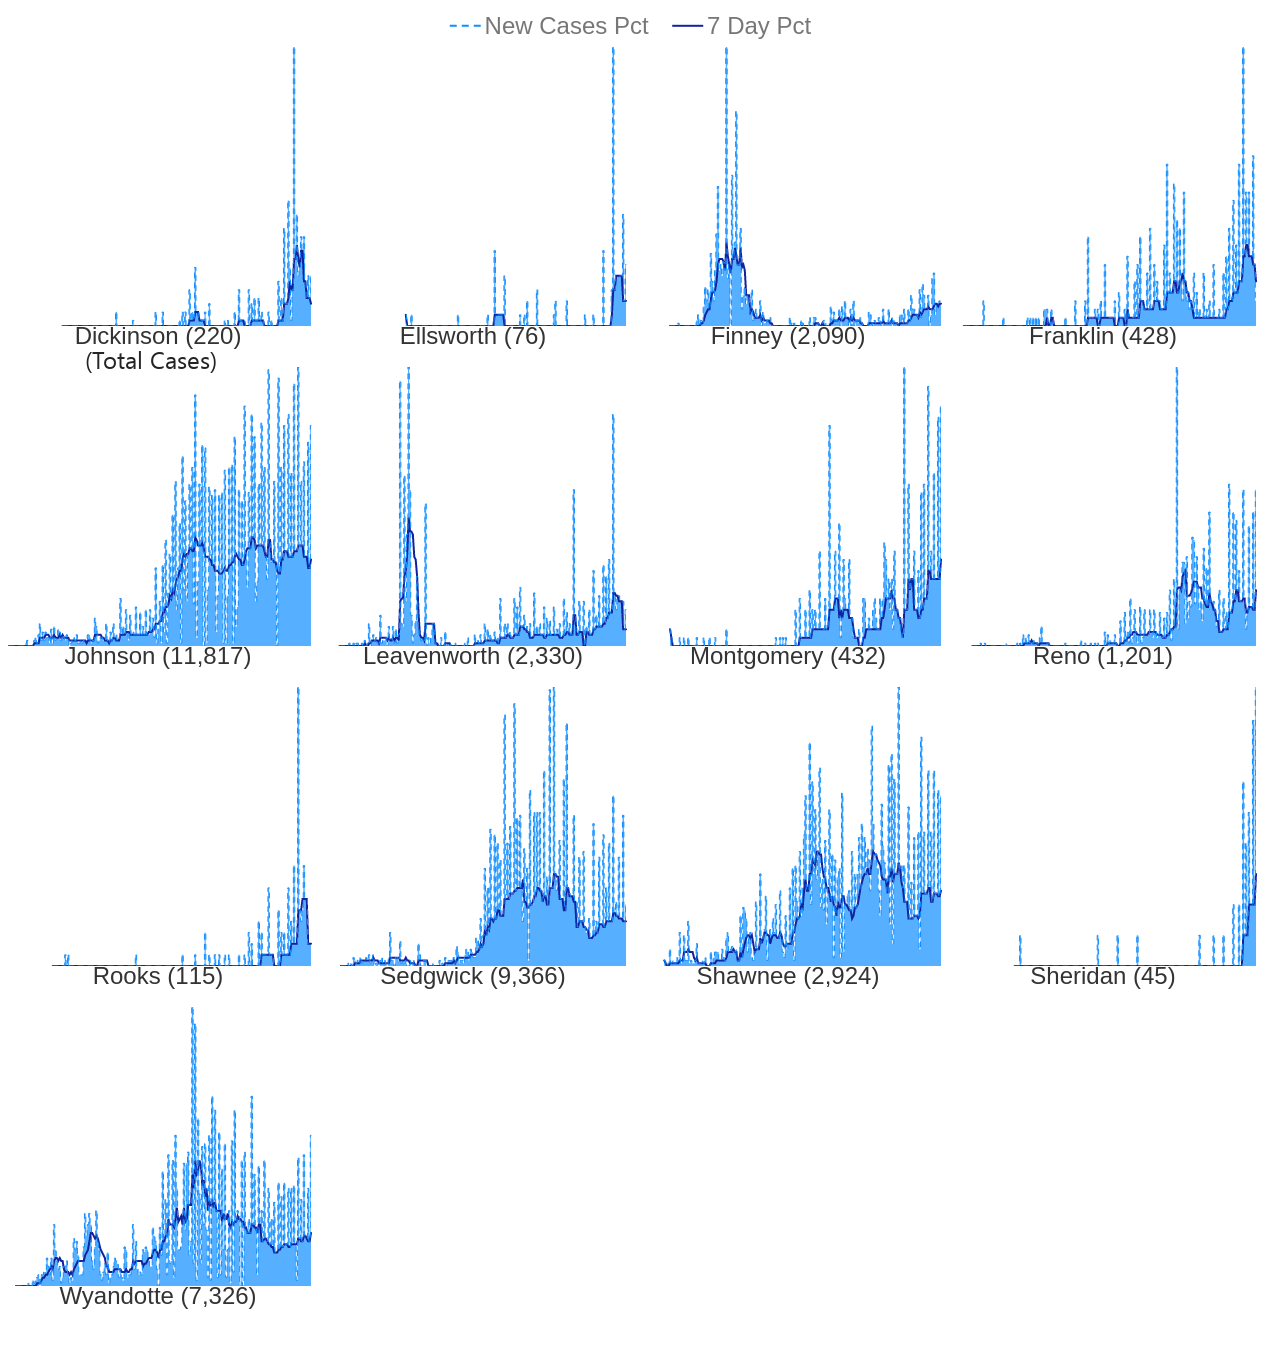 New Cases Pct 7 Day Pct
Dickinson (220) Ellsworth (76) Finney (2,090) Franklin (428)
(Total Cases)
Johnson (11,817) Leavenworth (2,330) Montgomery (432) Reno (1,201)
Rooks (115) Sedgwick (9,366) Shawnee (2,924) Sheridan (45)
Wyandotte (7,326)